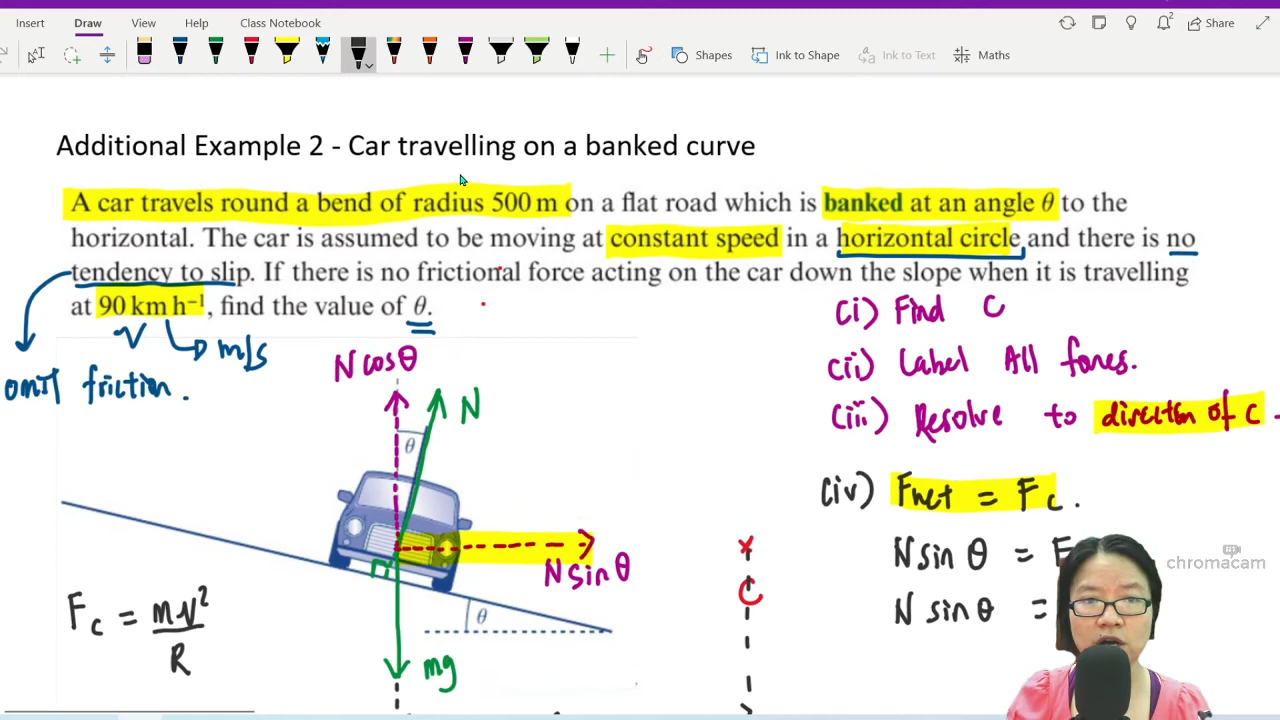 Insert Draw View Help Class Notebook Share
Shapes Ink to Shape Ink to Text Maths
Additional Example 2 - Car travelling on a banked curve
A car travels round a bend of radius 500 m on a flat road which is banked at an angle θ to the
horizontal. The car is assumed to be moving at constant speed in a horizontal circle and there is no
tendency to slip. If there is no frictional force acting on the car down the slope when it is travelling
at 90 km h⁻¹, find the value of θ.
V → m/s
omit friction.
(i) Find C
(ii) Label All forces.
(iii) Resolve to direction of C
(iv) Fnet = Fc.
N sin θ = F
N sin θ =
N cos θ
N
θ
N sin θ
θ
mg
Fc = mv²/R
C
chromacam